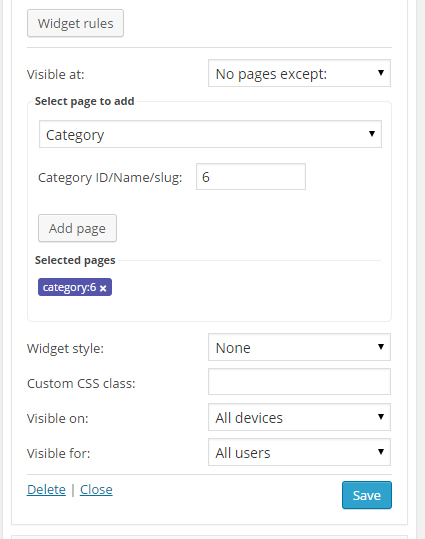 Widget rules
Visible at: No pages except:
Select page to add
Category
Category ID/Name/slug: 6
Add page
Selected pages
category:6 ×
Widget style: None
Custom CSS class:
Visible on: All devices
Visible for: All users
Delete | Close Save